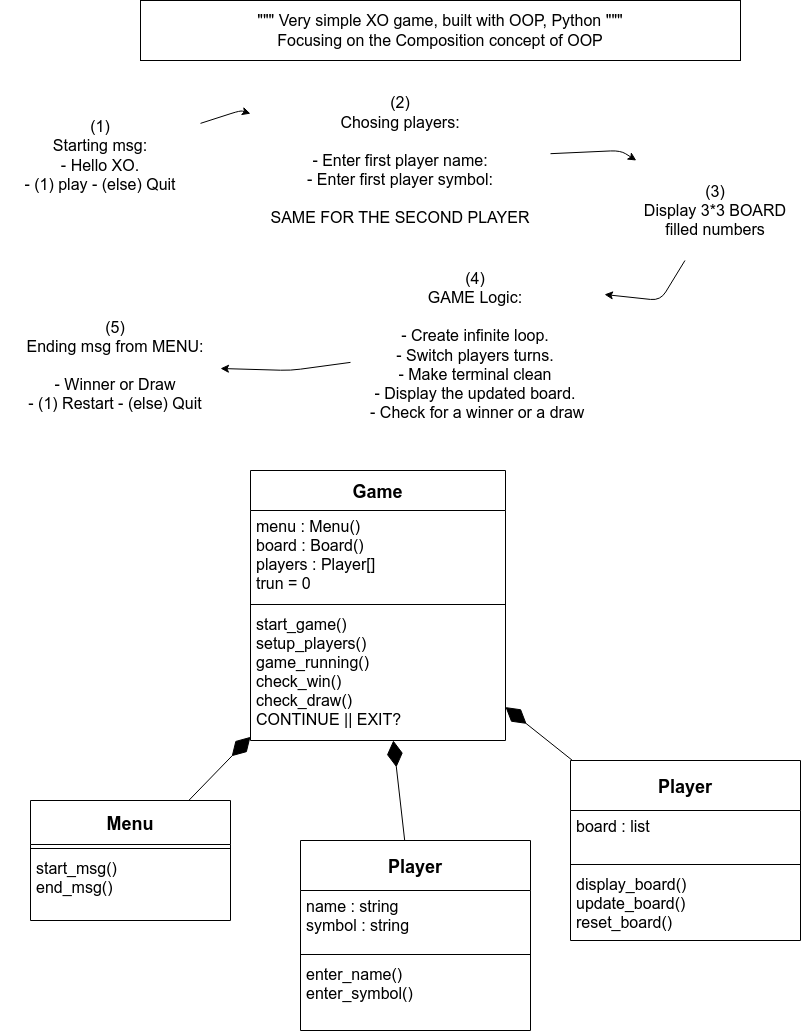 """ Very simple XO game, built with OOP, Python """
Focusing on the Composition concept of OOP
(1)
Starting msg:
- Hello XO.
- (1) play - (else) Quit
(2)
Chosing players:
- Enter first player name:
- Enter first player symbol:
SAME FOR THE SECOND PLAYER
(3)
Display 3*3 BOARD
filled numbers
(4)
GAME Logic:
- Create infinite loop.
- Switch players turns.
- Make terminal clean
- Display the updated board.
- Check for a winner or a draw
(5)
Ending msg from MENU:
- Winner or Draw
- (1) Restart - (else) Quit
Game
menu : Menu()
board : Board()
players : Player[]
trun = 0
start_game()
setup_players()
game_running()
check_win()
check_draw()
CONTINUE || EXIT?
Menu
start_msg()
end_msg()
Player
name : string
symbol : string
enter_name()
enter_symbol()
Player
board : list
display_board()
update_board()
reset_board()